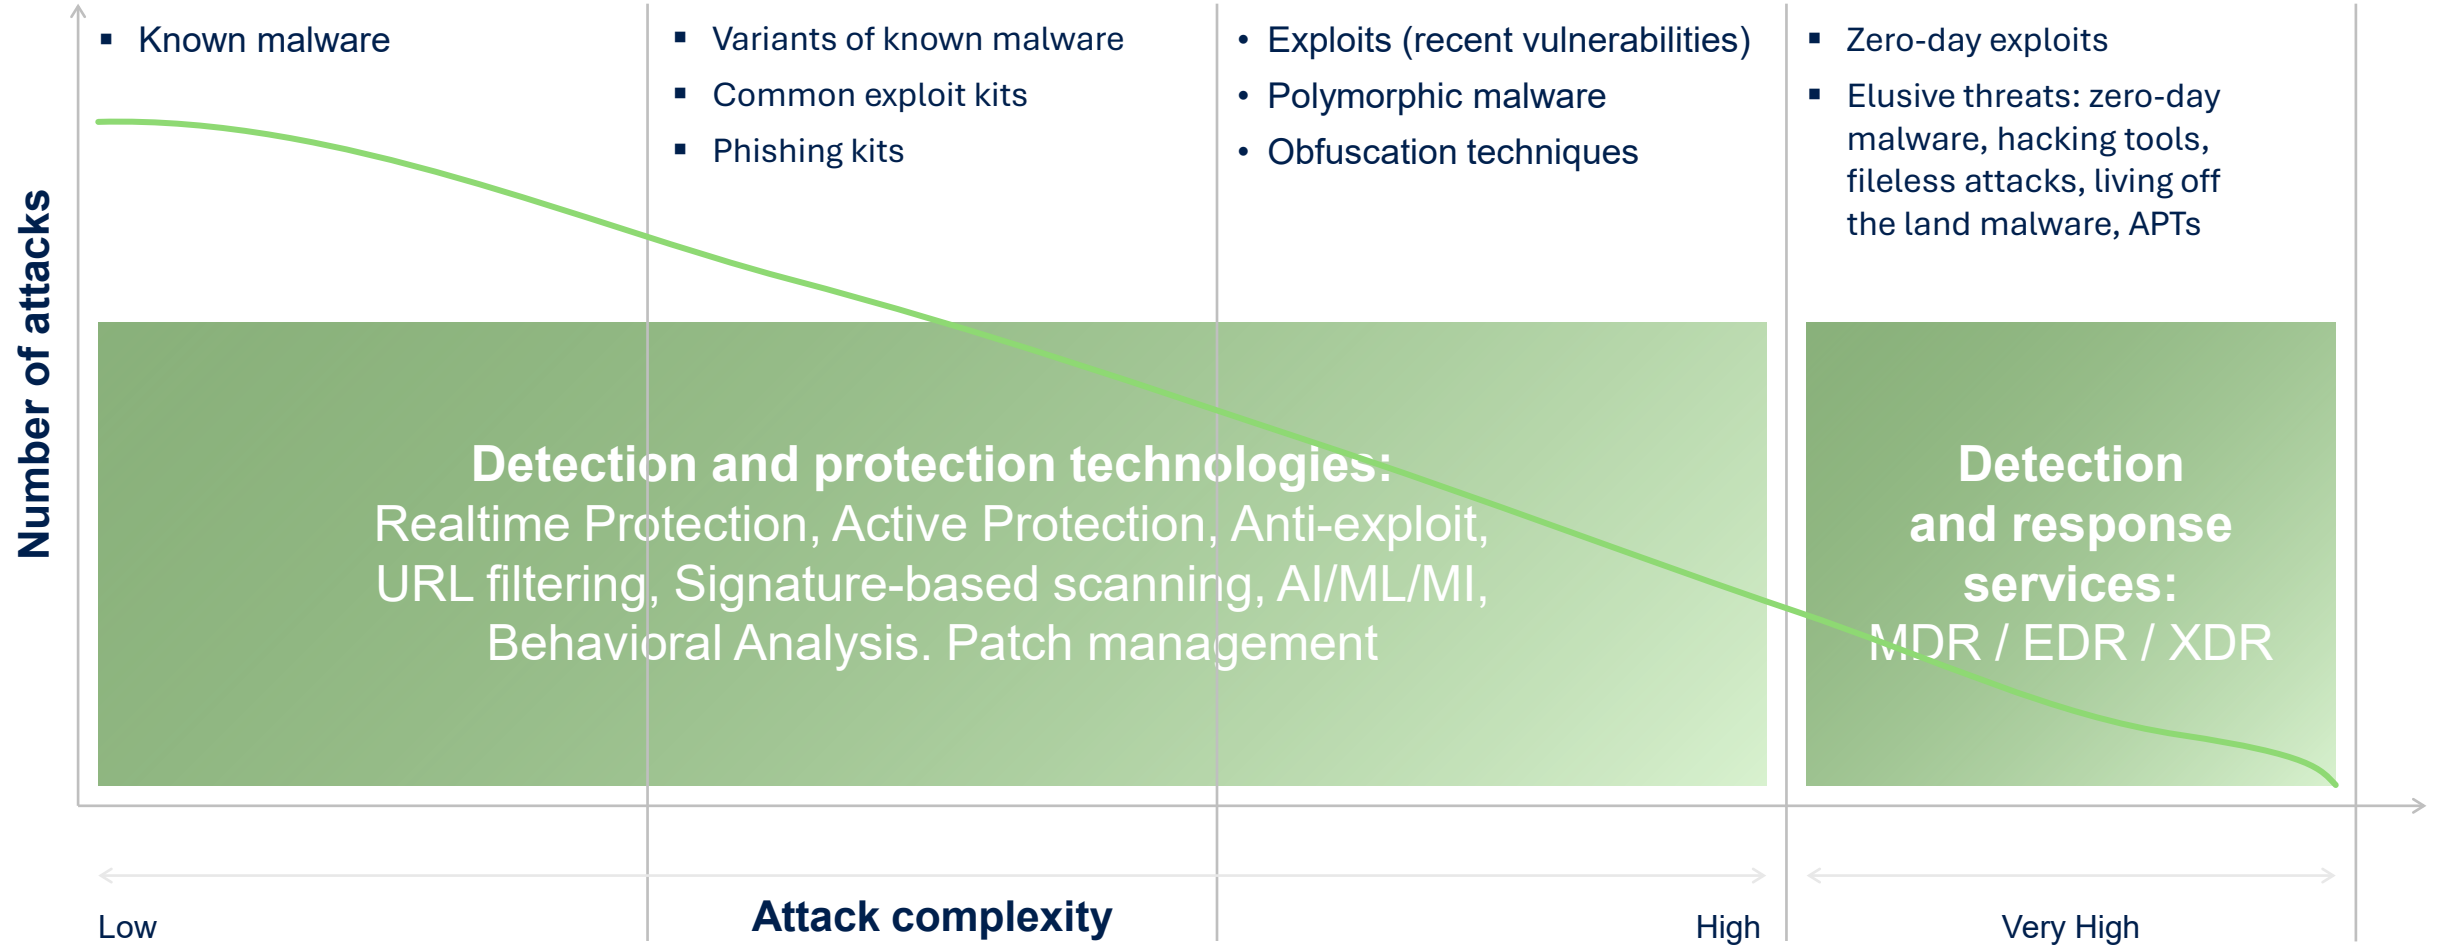 Known malware
Variants of known malware
Common exploit kits
Phishing kits
• Exploits (recent vulnerabilities)
• Polymorphic malware
• Obfuscation techniques
Zero-day exploits
Elusive threats: zero-day
malware, hacking tools,
fileless attacks, living off
the land malware, APTs
Number of attacks
Detection and protection technologies:
Realtime Protection, Active Protection, Anti-exploit,
URL filtering, Signature-based scanning, AI/ML/MI,
Behavioral Analysis. Patch management
Detection
and response
services:
MDR / EDR / XDR
Low
Attack complexity
High
Very High